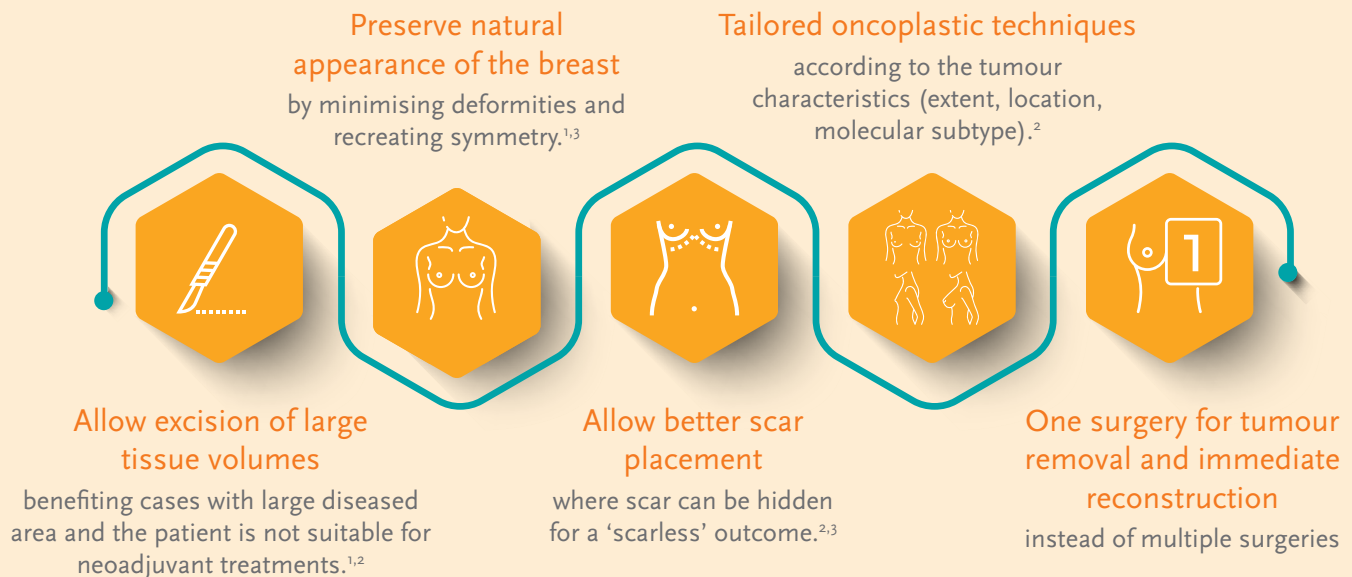 Preserve natural
appearance of the breast
by minimising deformities and
recreating symmetry.1,3
Tailored oncoplastic techniques
according to the tumour
characteristics (extent, location,
molecular subtype).2
1
Allow excision of large
tissue volumes
benefiting cases with large diseased
area and the patient is not suitable for
neoadjuvant treatments.1,2
Allow better scar
placement
where scar can be hidden
for a ‘scarless’ outcome.2,3
One surgery for tumour
removal and immediate
reconstruction
instead of multiple surgeries